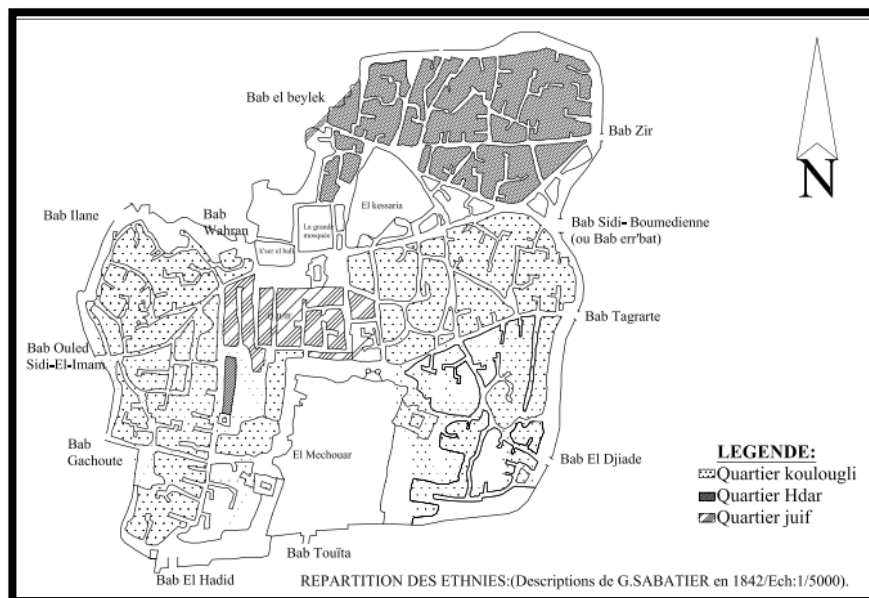 Bab el beylek
Bab Zir
N
El kessaria
Bab Ilane
Bab
Wahran
La grande
mosquée
Bab Sidi-Boumedienne
(ou Bab err'bat)
k'ser el bali
Bab Tagrarte
Bab Ouled
Sidi-El-Imam
Bab
Gachoute
El Mechouar
Bab El Djiade
LEGENDE:
Quartier koulougli
Quartier Hdar
Quartier juif
Bab Touïta
Bab El Hadid
REPARTITION DES ETHNIES:(Descriptions de G.SABATIER en 1842/Ech:1/5000).